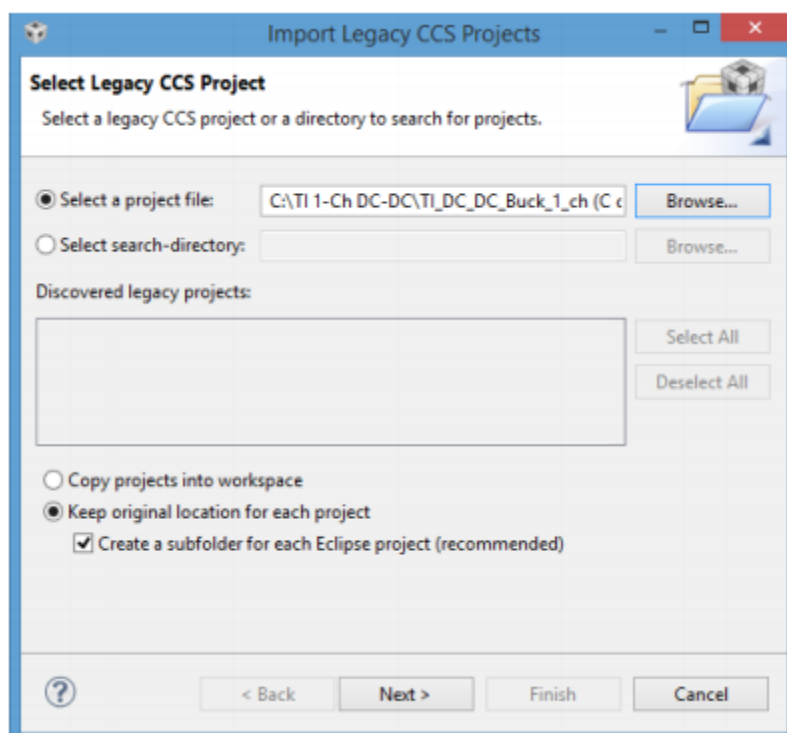 Import Legacy CCS Projects
Select Legacy CCS Project
Select a legacy CCS project or a directory to search for projects.
Select a project file: C:\TI 1-Ch DC-DC\TI_DC_DC_Buck_1_ch (C c Browse...
Select search-directory: Browse...
Discovered legacy projects:
Select All
Deselect All
Copy projects into workspace
Keep original location for each project
Create a subfolder for each Eclipse project (recommended)
? < Back Next > Finish Cancel